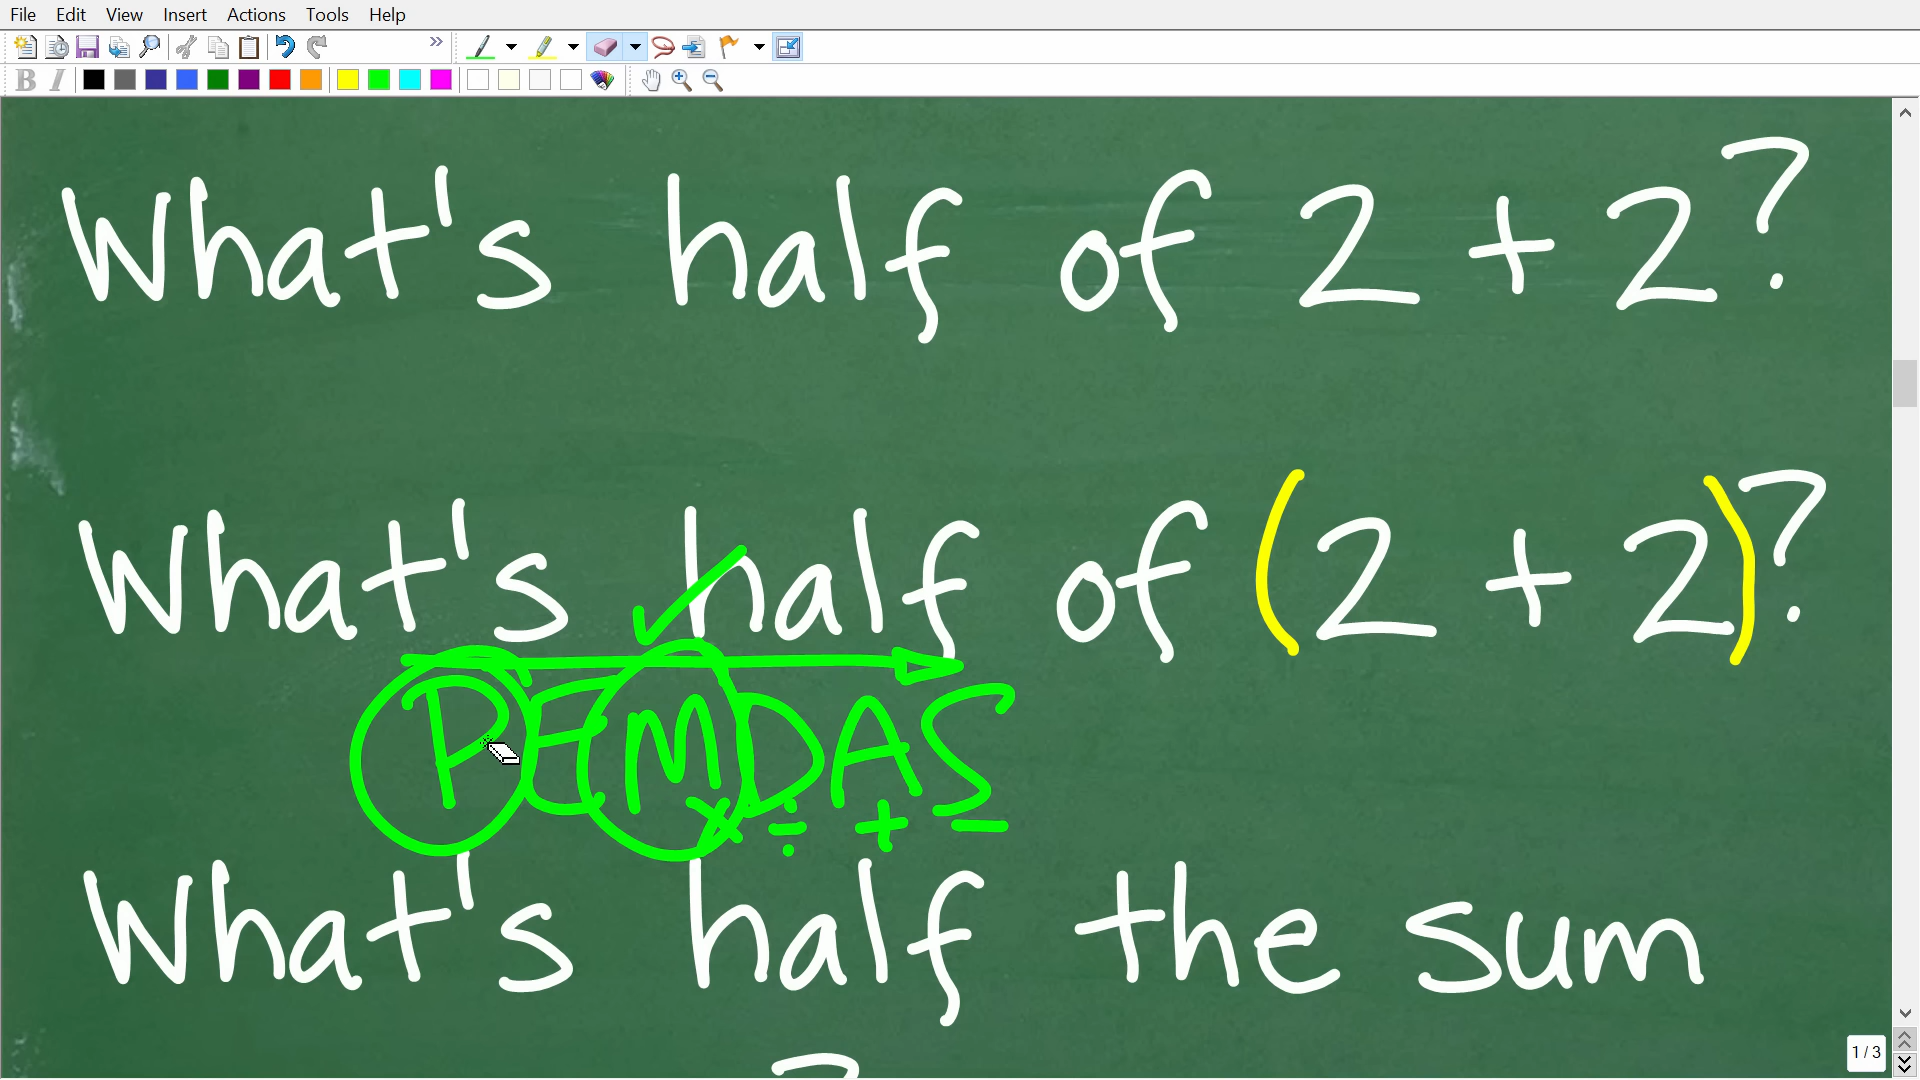 File Edit View Insert Actions Tools Help
B I
What's half of 2 + 2?
What's half of (2 + 2)?
PEMDAS
× ÷ + −
What's half the sum
?
1 / 3